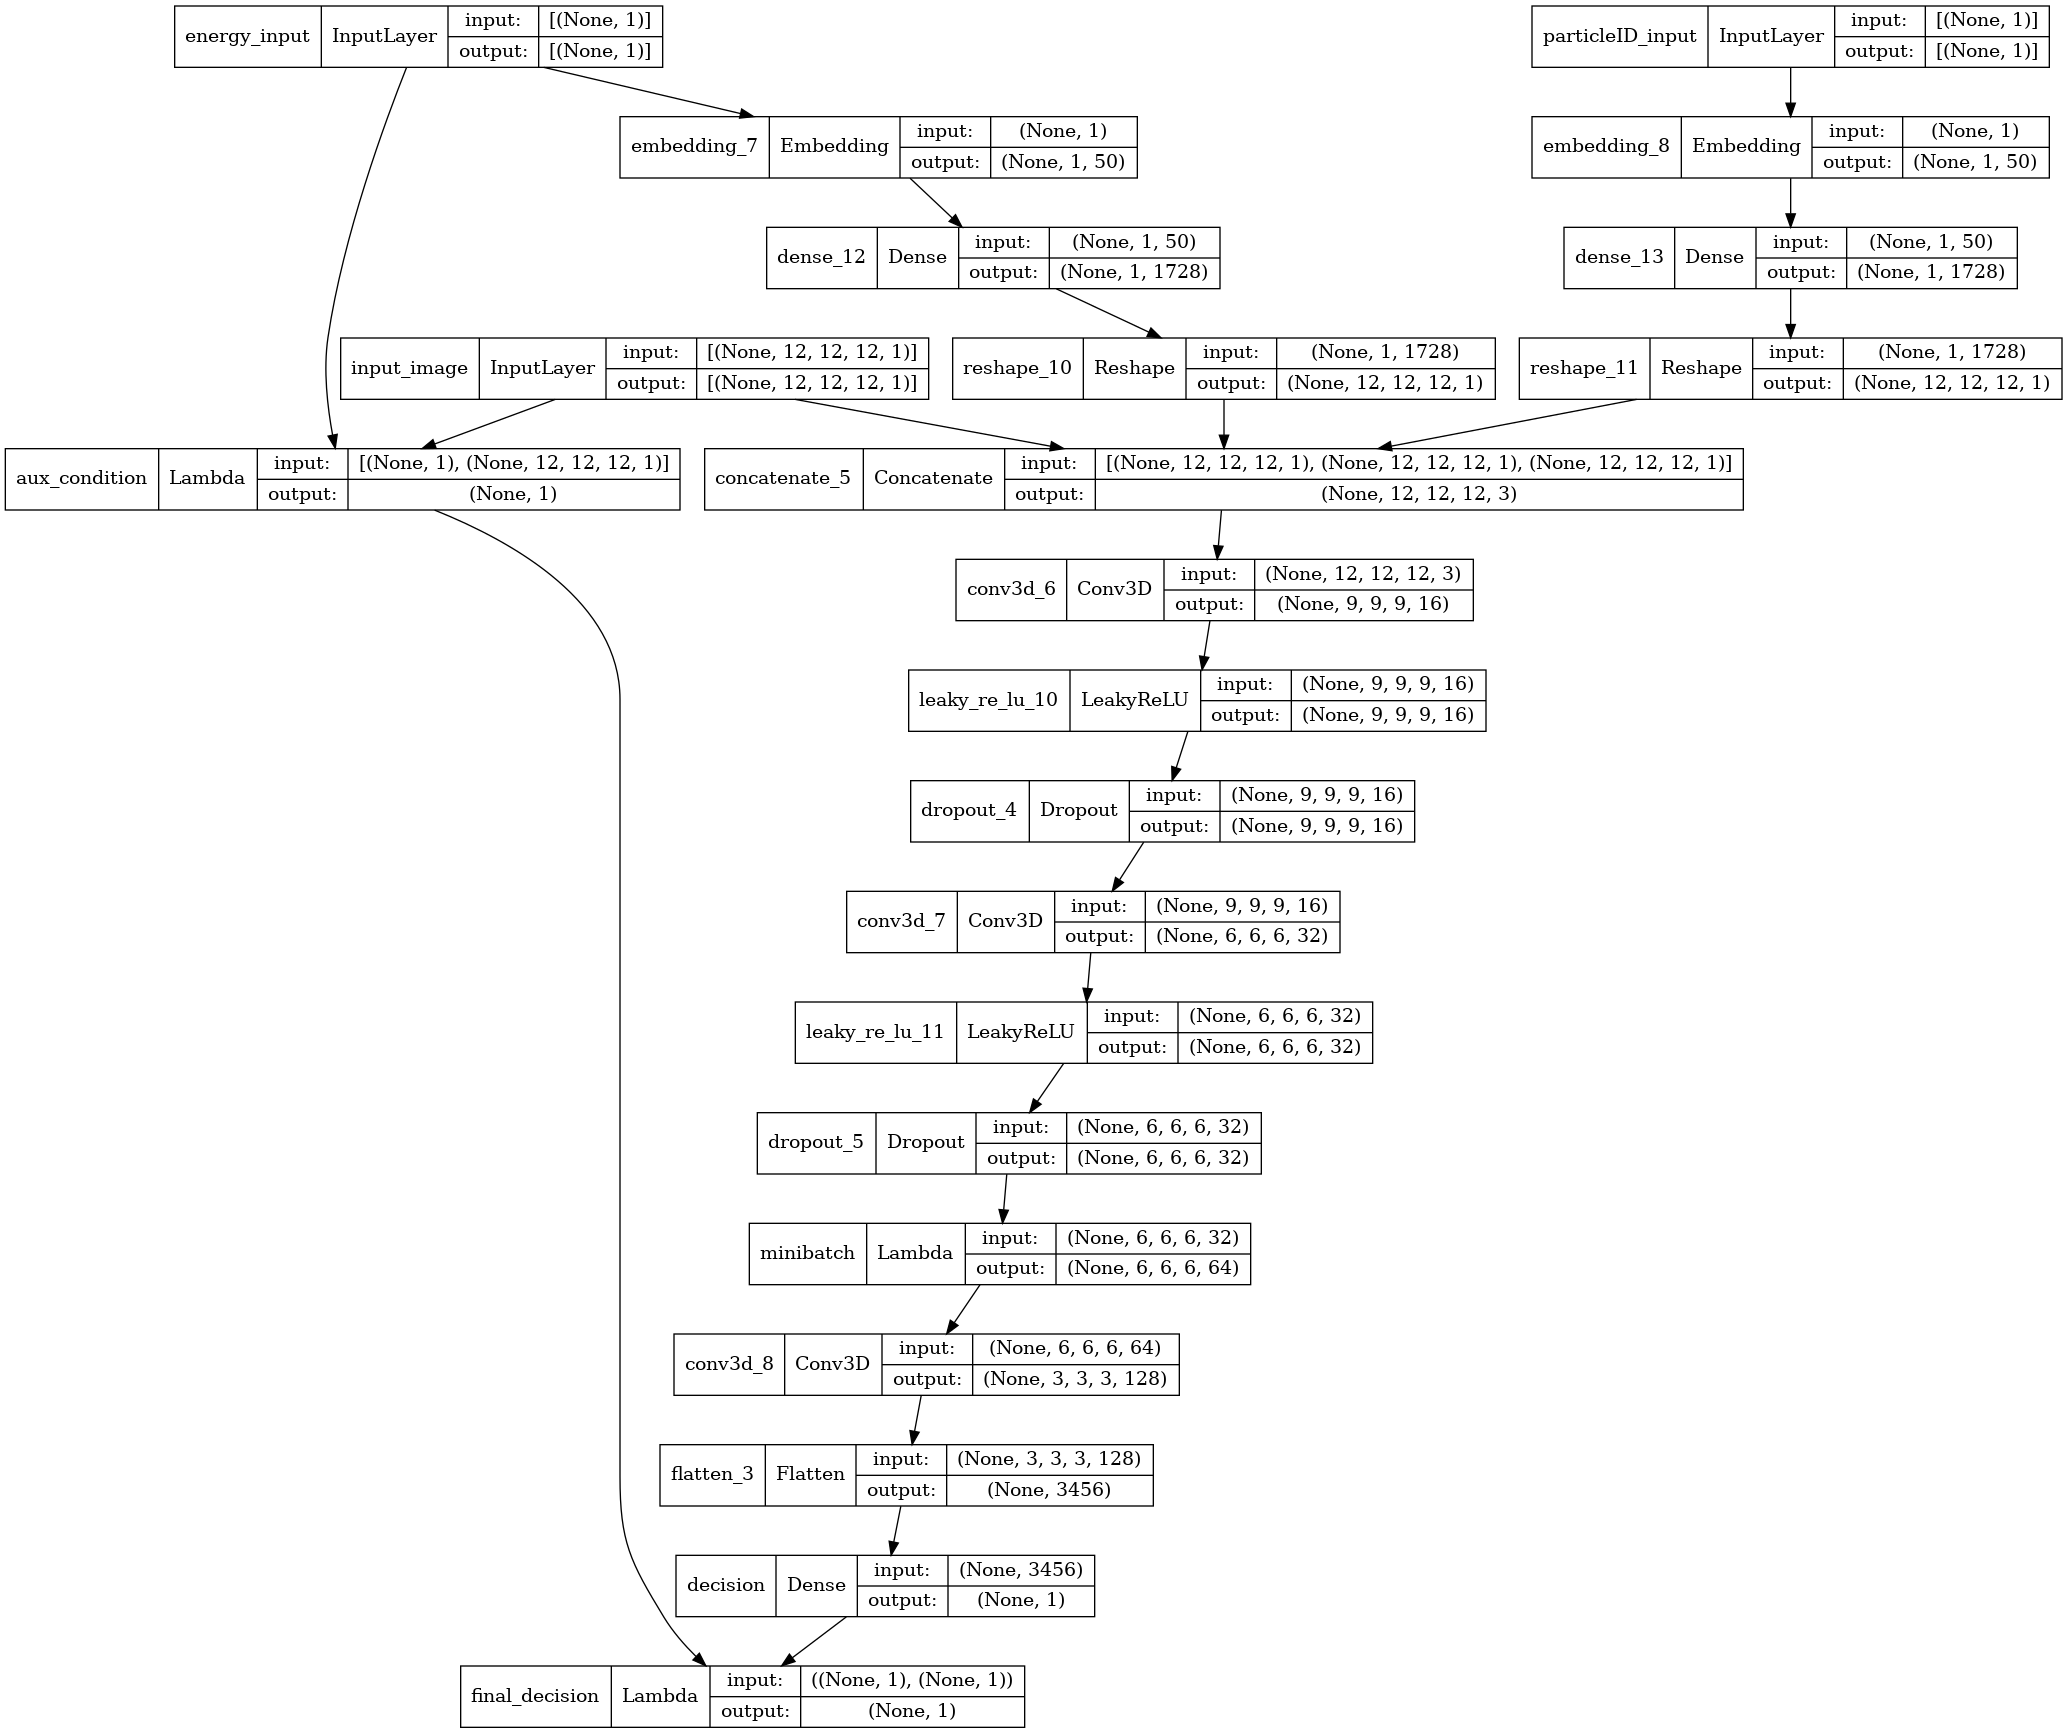 energy_input InputLayer input: [(None, 1)]
output: [(None, 1)]
particleID_input InputLayer input: [(None, 1)]
output: [(None, 1)]
embedding_7 Embedding input: (None, 1)
output: (None, 1, 50)
embedding_8 Embedding input: (None, 1)
output: (None, 1, 50)
dense_12 Dense input: (None, 1, 50)
output: (None, 1, 1728)
dense_13 Dense input: (None, 1, 50)
output: (None, 1, 1728)
input_image InputLayer input: [(None, 12, 12, 12, 1)]
output: [(None, 12, 12, 12, 1)]
reshape_10 Reshape input: (None, 1, 1728)
output: (None, 12, 12, 12, 1)
reshape_11 Reshape input: (None, 1, 1728)
output: (None, 12, 12, 12, 1)
aux_condition Lambda input: [(None, 1), (None, 12, 12, 12, 1)]
output: (None, 1)
concatenate_5 Concatenate input: [(None, 12, 12, 12, 1), (None, 12, 12, 12, 1), (None, 12, 12, 12, 1)]
output: (None, 12, 12, 12, 3)
conv3d_6 Conv3D input: (None, 12, 12, 12, 3)
output: (None, 9, 9, 9, 16)
leaky_re_lu_10 LeakyReLU input: (None, 9, 9, 9, 16)
output: (None, 9, 9, 9, 16)
dropout_4 Dropout input: (None, 9, 9, 9, 16)
output: (None, 9, 9, 9, 16)
conv3d_7 Conv3D input: (None, 9, 9, 9, 16)
output: (None, 6, 6, 6, 32)
leaky_re_lu_11 LeakyReLU input: (None, 6, 6, 6, 32)
output: (None, 6, 6, 6, 32)
dropout_5 Dropout input: (None, 6, 6, 6, 32)
output: (None, 6, 6, 6, 32)
minibatch Lambda input: (None, 6, 6, 6, 32)
output: (None, 6, 6, 6, 64)
conv3d_8 Conv3D input: (None, 6, 6, 6, 64)
output: (None, 3, 3, 3, 128)
flatten_3 Flatten input: (None, 3, 3, 3, 128)
output: (None, 3456)
decision Dense input: (None, 3456)
output: (None, 1)
final_decision Lambda input: ((None, 1), (None, 1))
output: (None, 1)